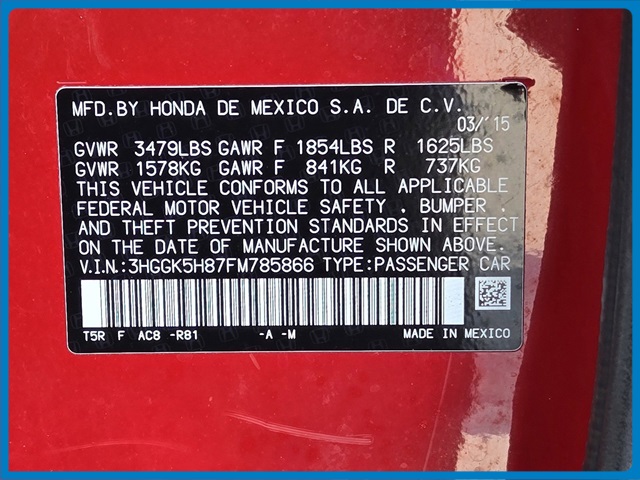 MFD.BY HONDA DE MEXICO S.A. DE C.V.
03/'15
GVWR 3479LBS GAWR F 1854LBS R 1625LBS
GVWR 1578KG GAWR F 841KG R 737KG
THIS VEHICLE CONFORMS TO ALL APPLICABLE
FEDERAL MOTOR VEHICLE SAFETY , BUMPER ,
AND THEFT PREVENTION STANDARDS IN EFFECT
ON THE DATE OF MANUFACTURE SHOWN ABOVE.
V.I.N.:3HGGK5H87FM785866 TYPE:PASSENGER CAR
T5R F AC8 -R81 -A -M MADE IN MEXICO